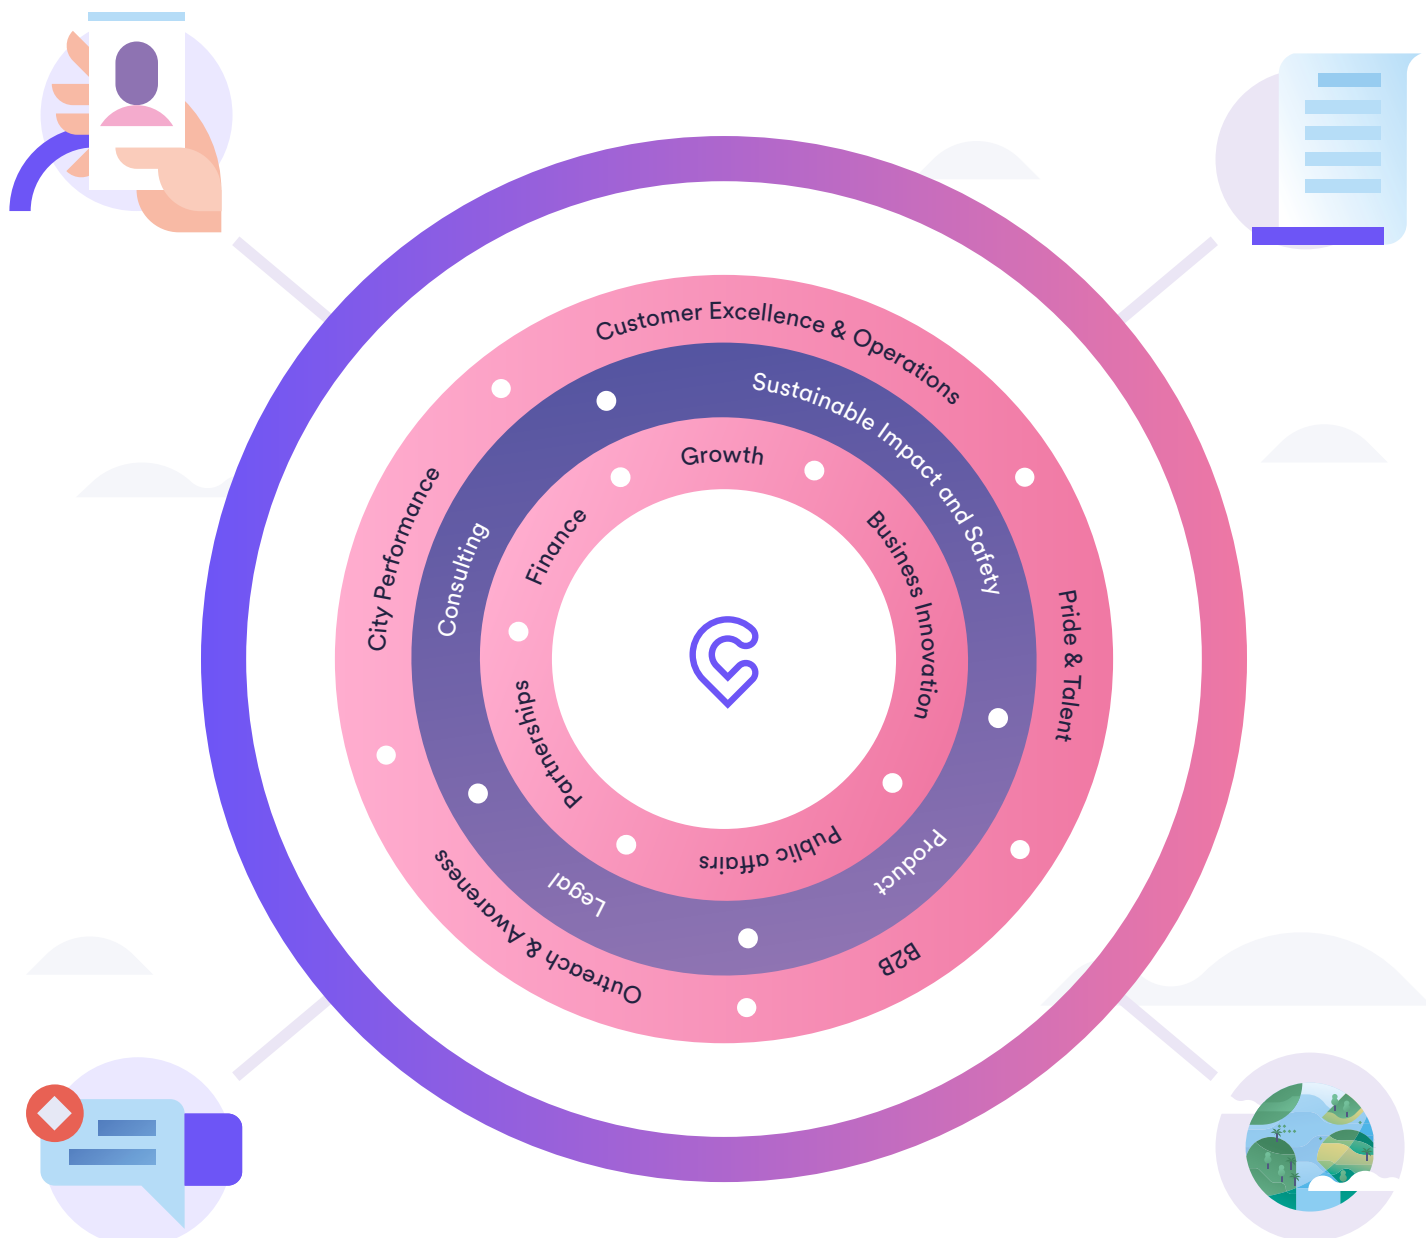 Customer Excellence & Operations
Pride & Talent
B2B
Outreach & Awareness
City Performance
Sustainable Impact and Safety
Product
Legal
Consulting
Growth
Business Innovation
Public affairs
Partnerships
Finance